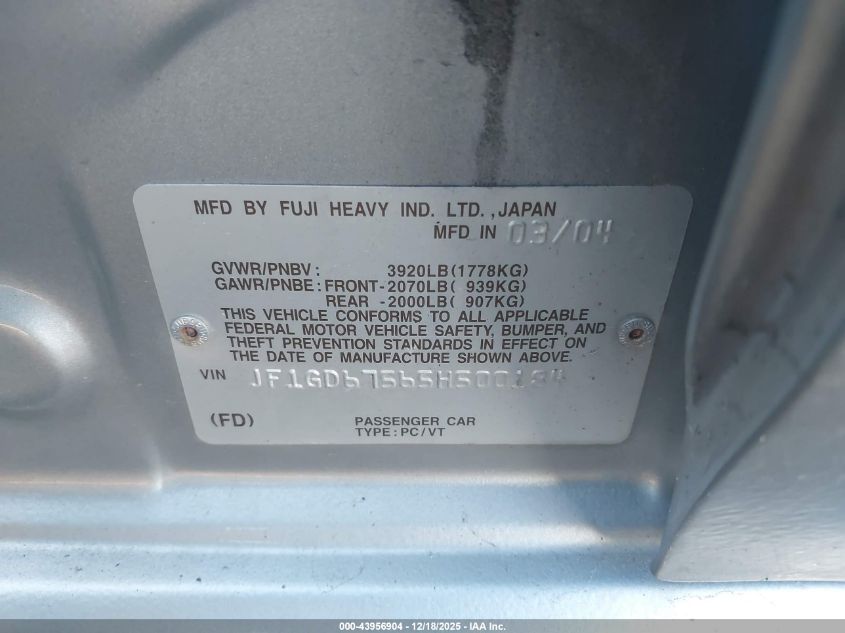 MFD BY FUJI HEAVY IND. LTD., JAPAN
MFD IN 03/04
GVWR/PNBV: 3920LB(1778KG)
GAWR/PNBE: FRONT-2070LB( 939KG)
REAR -2000LB( 907KG)
THIS VEHICLE CONFORMS TO ALL APPLICABLE
FEDERAL MOTOR VEHICLE SAFETY, BUMPER, AND
THEFT PREVENTION STANDARDS IN EFFECT ON
THE DATE OF MANUFACTURE SHOWN ABOVE.
VIN
(FD) PASSENGER CAR
TYPE:PC/VT
000-43956904 - 12/18/2025 - IAA Inc.